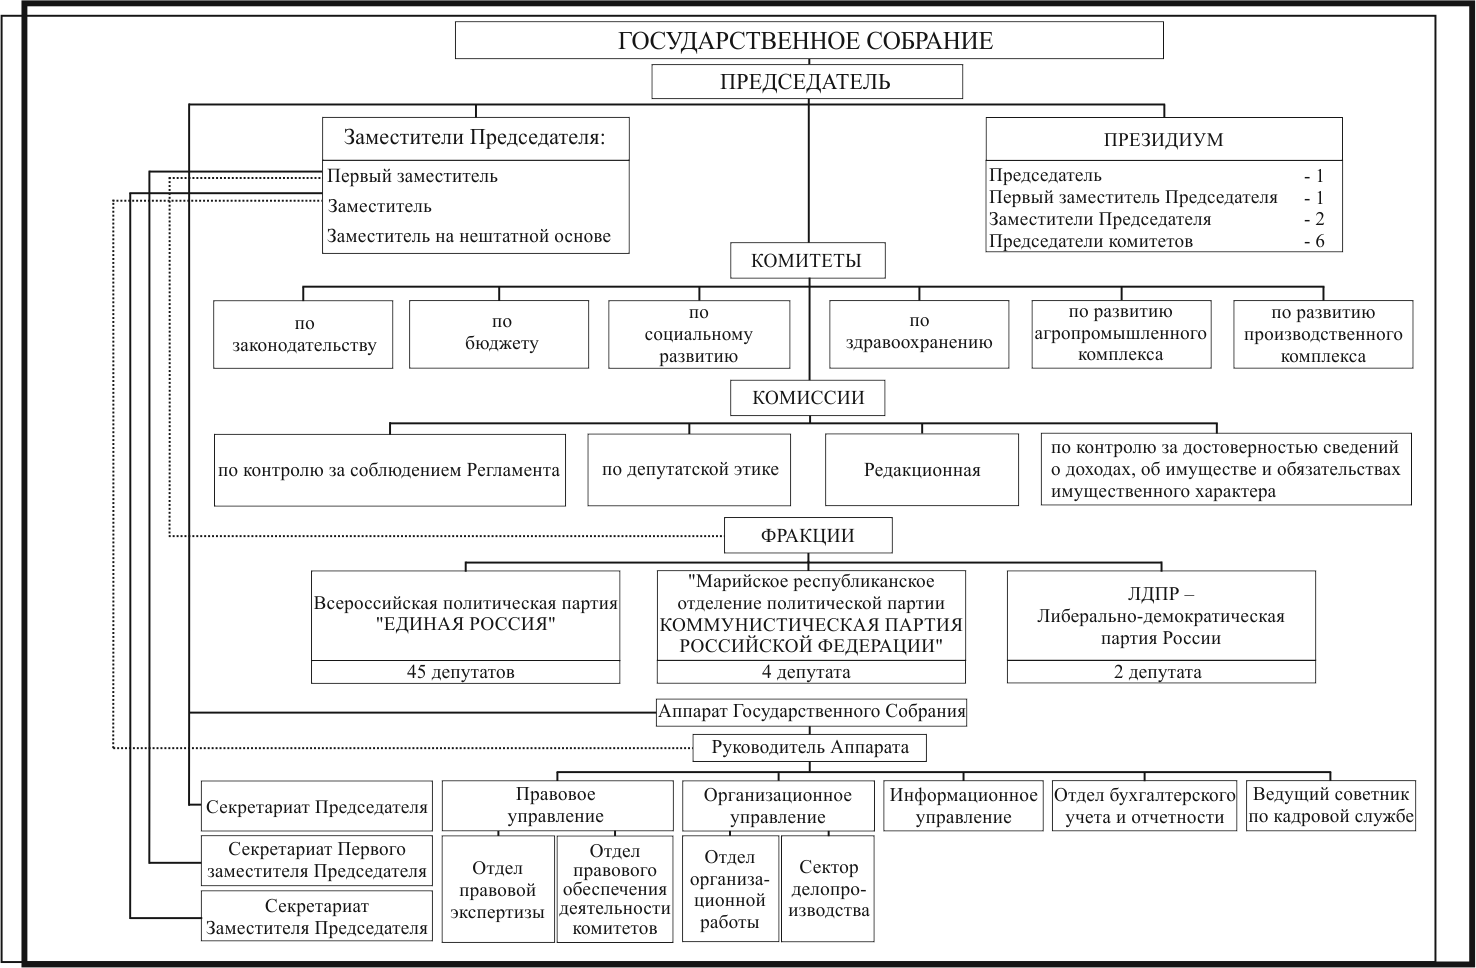 ГОСУДАРСТВЕННОЕ СОБРАНИЕ
ПРЕДСЕДАТЕЛЬ
Заместители Председателя:
Первый заместитель
Заместитель
Заместитель на нештатной основе
ПРЕЗИДИУМ
Председатель - 1
Первый заместитель Председателя - 1
Заместители Председателя - 2
Председатели комитетов - 6
КОМИТЕТЫ
по
законодательству
по
бюджету
по
социальному
развитию
по
здравоохранению
по развитию
агропромышленного
комплекса
по развитию
производственного
комплекса
КОМИССИИ
по контролю за соблюдением Регламента
по депутатской этике
Редакционная
по контролю за достоверностью сведений
о доходах, об имуществе и обязательствах
имущественного характера
ФРАКЦИИ
Всероссийская политическая партия
"ЕДИНАЯ РОССИЯ"
45 депутатов
"Марийское республиканское
отделение политической партии
КОММУНИСТИЧЕСКАЯ ПАРТИЯ
РОССИЙСКОЙ ФЕДЕРАЦИИ"
4 депутата
ЛДПР –
Либерально-демократическая
партия России
2 депутата
Аппарат Государственного Собрания
Руководитель Аппарата
Секретариат Председателя
Секретариат Первого
заместителя Председателя
Секретариат
Заместителя Председателя
Правовое
управление
Отдел
правовой
экспертизы
Отдел
правового
обеспечения
деятельности
комитетов
Организационное
управление
Отдел
организа-
ционной
работы
Сектор
делопро-
изводства
Информационное
управление
Отдел бухгалтерского
учета и отчетности
Ведущий советник
по кадровой службе